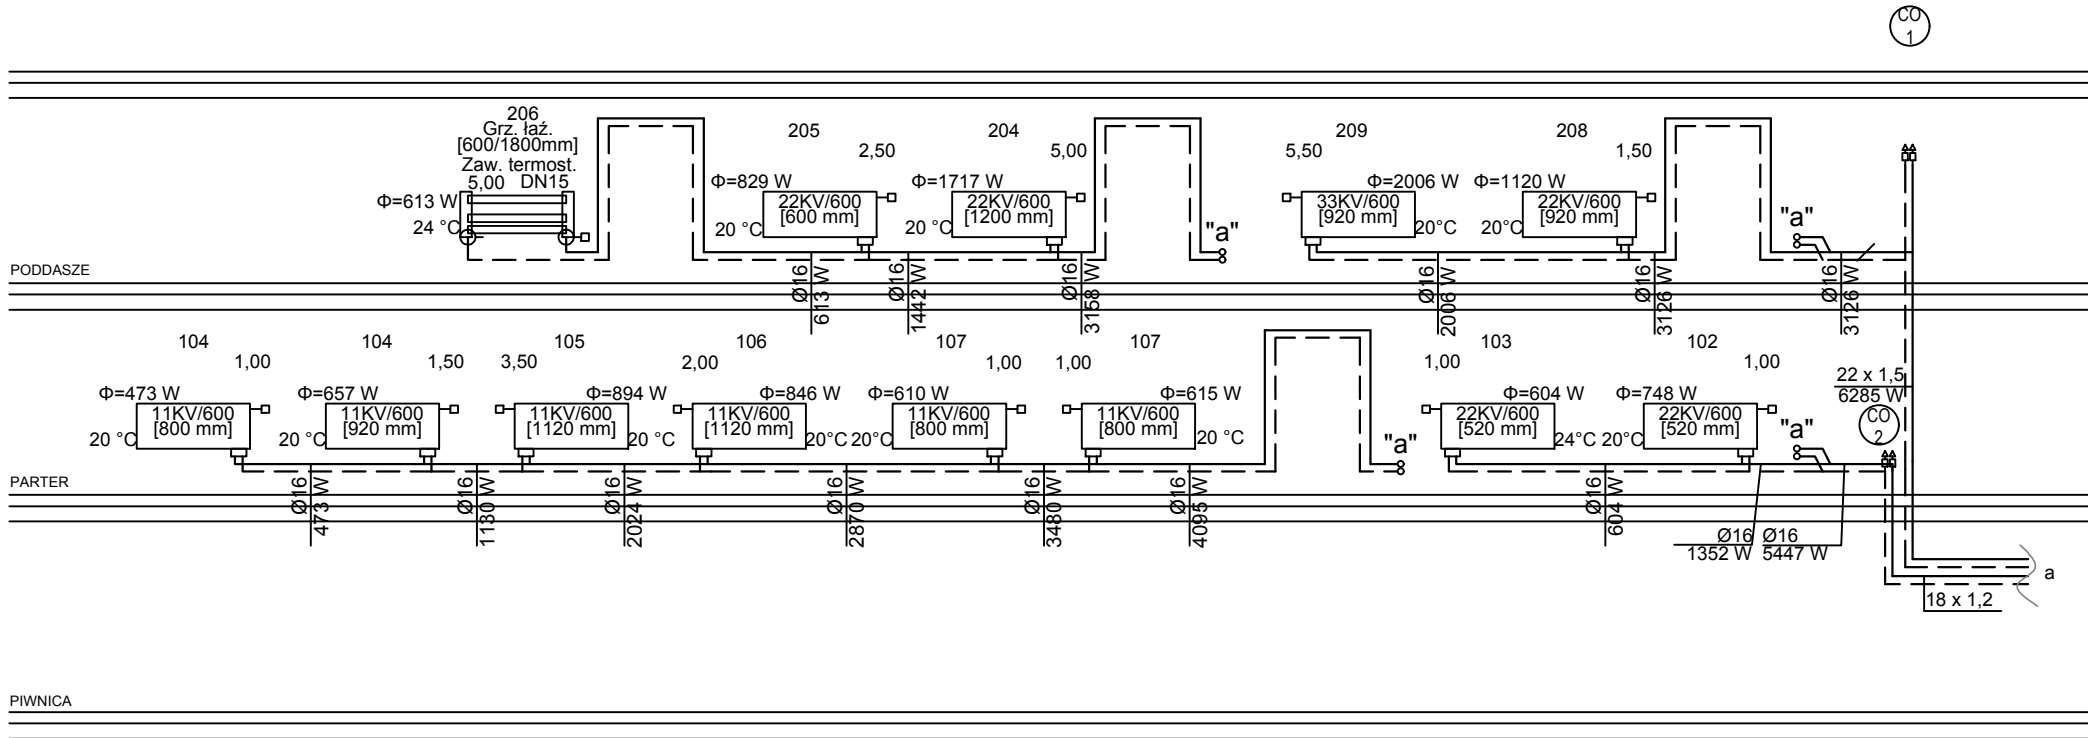 CO
1
206
Grz. łaź.
[600/1800mm]
Zaw. termost.
5,00 DN15
Φ=613 W
24 °C
205
2,50
Φ=829 W
22KV/600
[600 mm]
20 °C
204
5,00
Φ=1717 W
22KV/600
[1200 mm]
20 °C
"a"
209
5,50
Φ=2006 W
33KV/600
[920 mm]
20°C
208
1,50
Φ=1120 W
22KV/600
[920 mm]
20°C
"a"
PODDASZE
Ø16
613 W
Ø16
1442 W
Ø16
3158 W
Ø16
2006 W
Ø16
3126 W
Ø16
3126 W
104
1,00
Φ=473 W
11KV/600
[800 mm]
20 °C
104
1,50
Φ=657 W
11KV/600
[920 mm]
20 °C
105
3,50
Φ=894 W
11KV/600
[1120 mm]
20 °C
106
2,00
Φ=846 W
11KV/600
[1120 mm]
20°C
107
1,00
Φ=610 W
11KV/600
[800 mm]
20°C
107
1,00
Φ=615 W
11KV/600
[800 mm]
20 °C
"a"
103
1,00
Φ=604 W
22KV/600
[520 mm]
24°C
102
1,00
Φ=748 W
22KV/600
[520 mm]
20°C
"a"
22 x 1,5
6285 W
CO
2
PARTER
Ø16
473 W
Ø16
1130 W
Ø16
2024 W
Ø16
2870 W
Ø16
3480 W
Ø16
4095 W
Ø16
604 W
Ø16
1352 W
Ø16
5447 W
a
18 x 1,2
PIWNICA